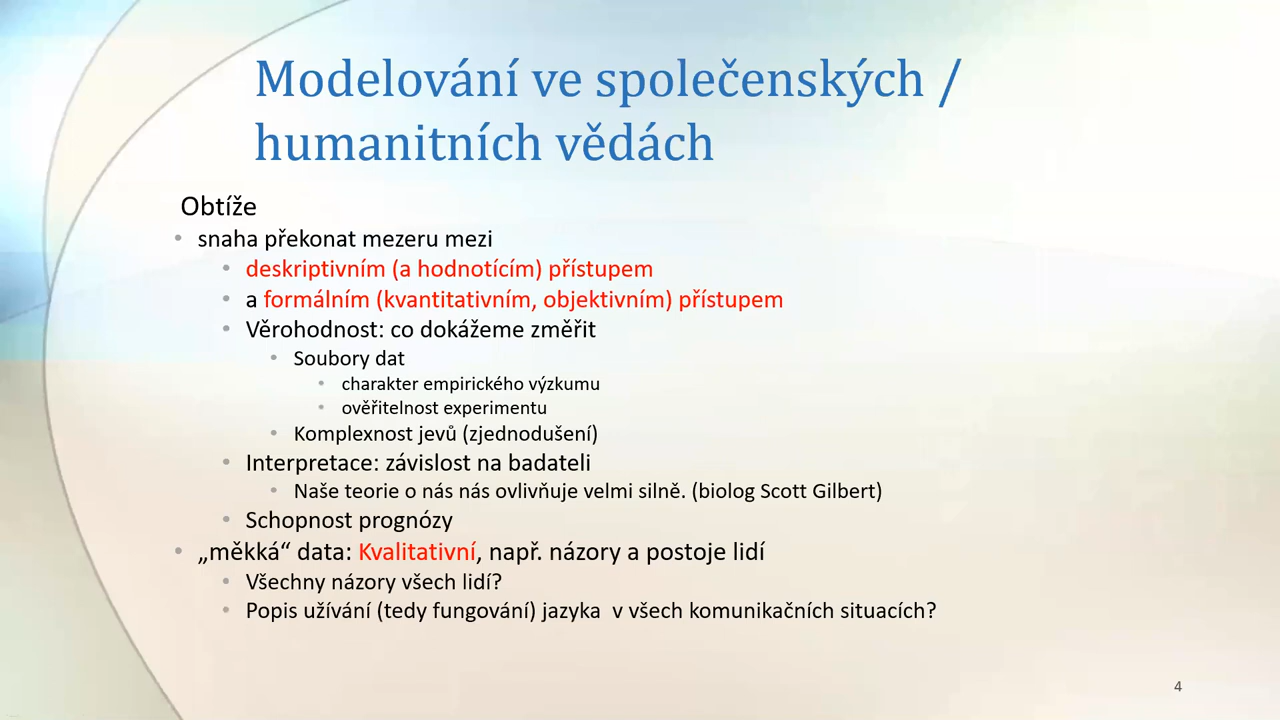 Modelování ve společenských /
humanitních vědách
Obtíže
• snaha překonat mezeru mezi
• deskriptivním (a hodnotícím) přístupem
• a formálním (kvantitativním, objektivním) přístupem
• Věrohodnost: co dokážeme změřit
• Soubory dat
• charakter empirického výzkumu
• ověřitelnost experimentu
• Komplexnost jevů (zjednodušení)
• Interpretace: závislost na badateli
• Naše teorie o nás nás ovlivňuje velmi silně. (biolog Scott Gilbert)
• Schopnost prognózy
• „měkká“ data: Kvalitativní, např. názory a postoje lidí
• Všechny názory všech lidí?
• Popis užívání (tedy fungování) jazyka  v všech komunikačních situacích?
4